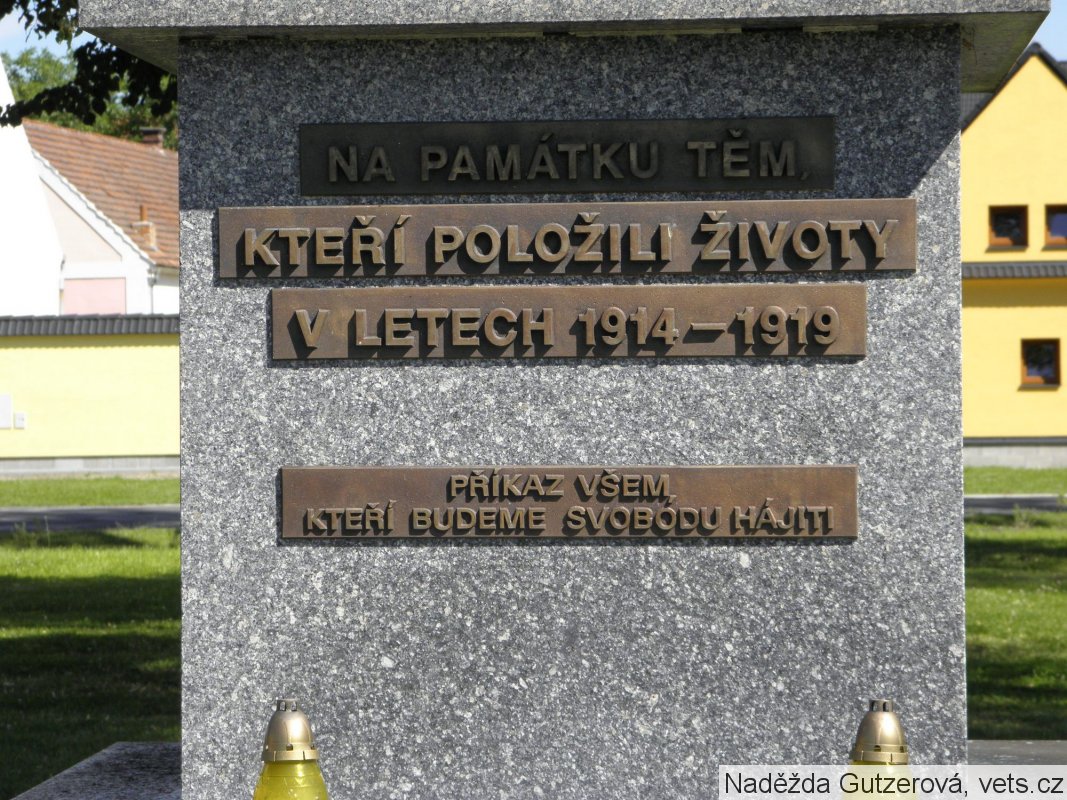 NA PAMÁTKU TĚM,
KTEŘÍ POLOŽILI ŽIVOTY
V LETECH 1914–1919
PŘÍKAZ VŠEM,
KTEŘÍ BUDEME SVOBODU HÁJITI
Naděžda Gutzerová, vets.cz